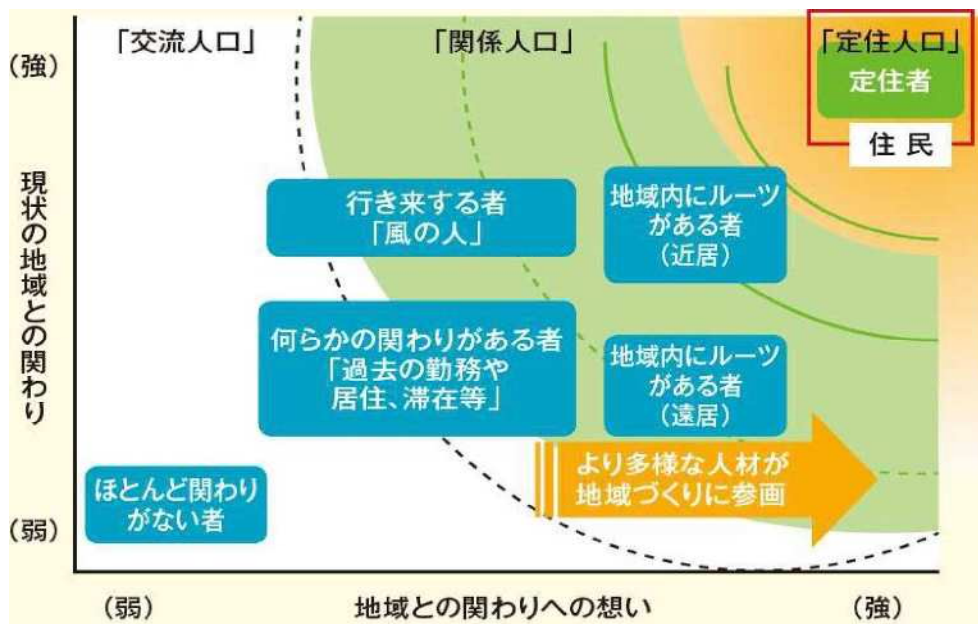 「交流人口」
「関係人口」
「定住人口」
定住者
住民
(強)
現状の地域との関わり
(弱)
行き来する者
「風の人」
地域内にルーツ
がある者
(近居)
何らかの関わりがある者
「過去の勤務や
居住、滞在等」
地域内にルーツ
がある者
(遠居)
より多様な人材が
地域づくりに参画
ほとんど関わり
がない者
(弱)
地域との関わりへの想い
(強)